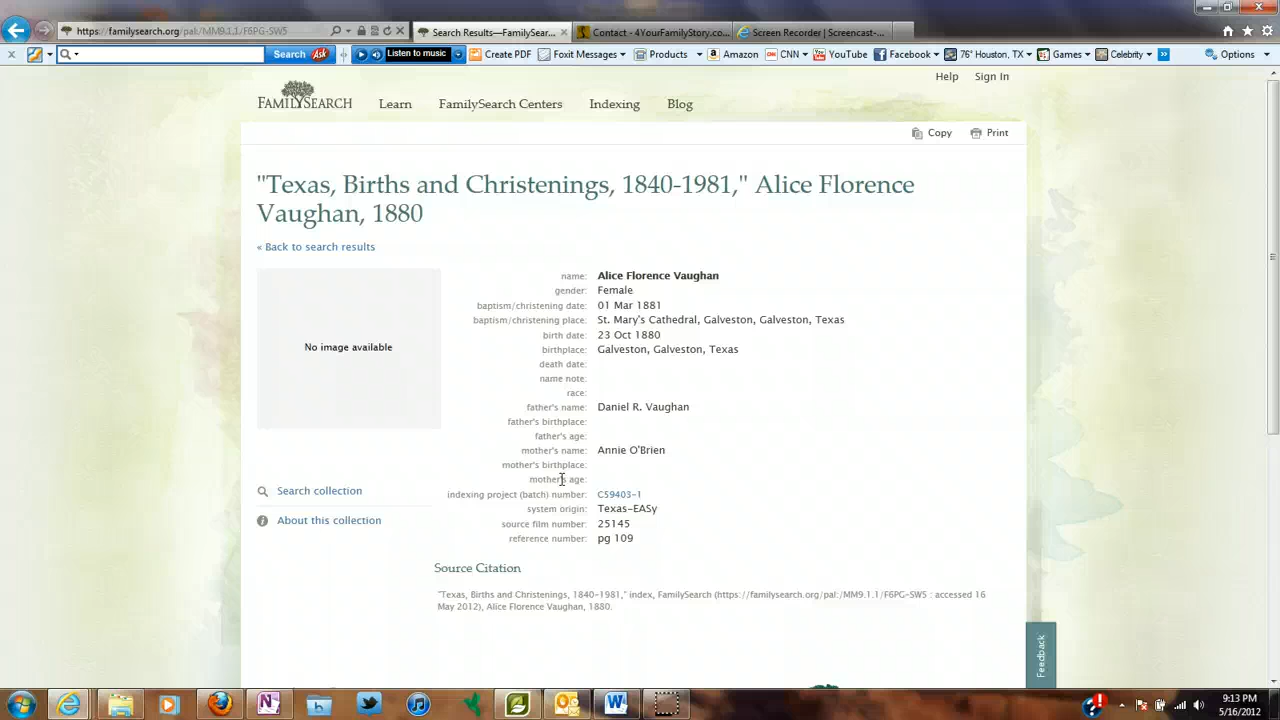 https://familysearch.org/pal:/MM9.1.1/F6PG-SW5
Search Results—FamilySear...
Contact - 4YourFamilyStory.co...
Screen Recorder | Screencast-...
Search Ask
Listen to music
Create PDF
Foxit Messages
Products
Amazon
CNN
YouTube
Facebook
76° Houston, TX
Games
Celebrity
Options
Help
Sign In
FAMILYSEARCH
Learn
FamilySearch Centers
Indexing
Blog
Copy
Print
"Texas, Births and Christenings, 1840-1981," Alice Florence
Vaughan, 1880
« Back to search results
No image available
name: Alice Florence Vaughan
gender: Female
baptism/christening date: 01 Mar 1881
baptism/christening place: St. Mary's Cathedral, Galveston, Galveston, Texas
birth date: 23 Oct 1880
birthplace: Galveston, Galveston, Texas
death date:
name note:
race:
father's name: Daniel R. Vaughan
father's birthplace:
father's age:
mother's name: Annie O'Brien
mother's birthplace:
mother's age:
indexing project (batch) number: C59403-1
system origin: Texas-EASy
source film number: 25145
reference number: pg 109
Search collection
About this collection
Source Citation
"Texas, Births and Christenings, 1840-1981," index, FamilySearch (https://familysearch.org/pal:/MM9.1.1/F6PG-SW5 : accessed 16
May 2012), Alice Florence Vaughan, 1880.
Feedback
9:13 PM
5/16/2012